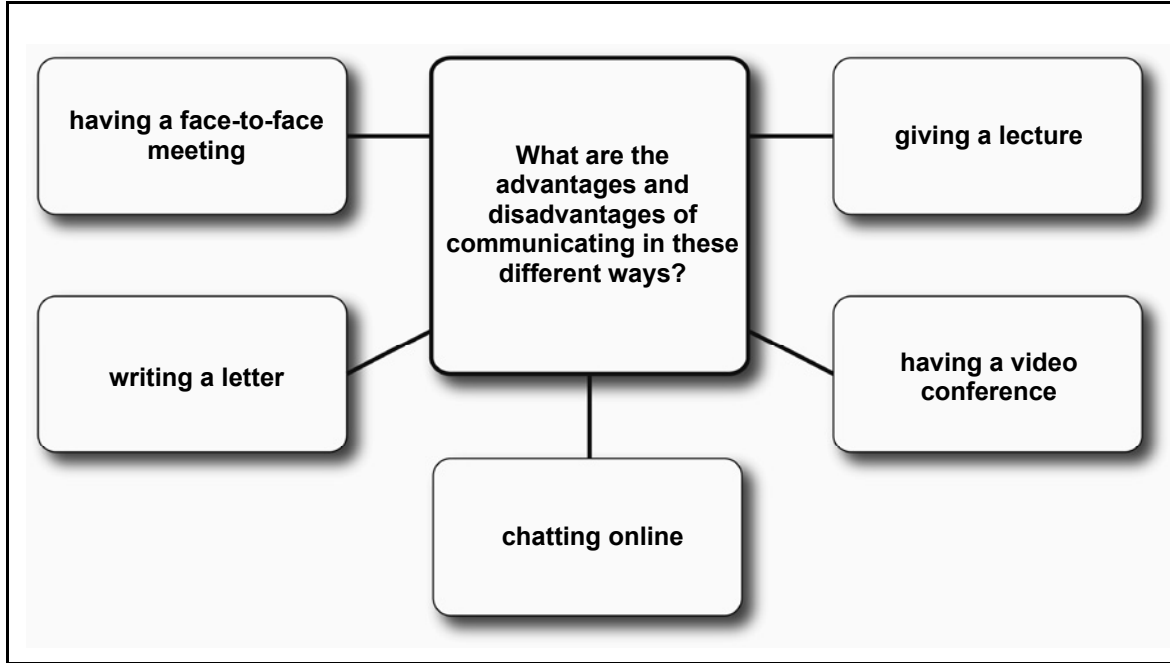 having a face-to-face
meeting
What are the
advantages and
disadvantages of
communicating in these
different ways?
giving a lecture
writing a letter
having a video
conference
chatting online